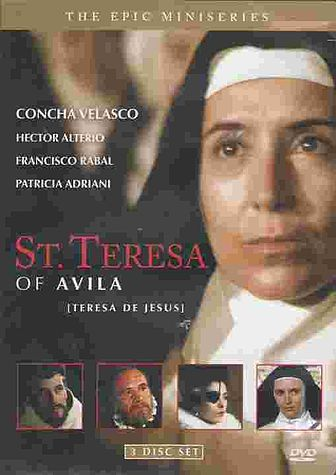 THE EPIC MINISERIES
CONCHA VELASCO
HECTOR ALTERIO
FRANCISCO RABAL
PATRICIA ADRIANI
ST. TERESA
OF AVILA
[TERESA DE JESUS]
3 DISC SET
DVD